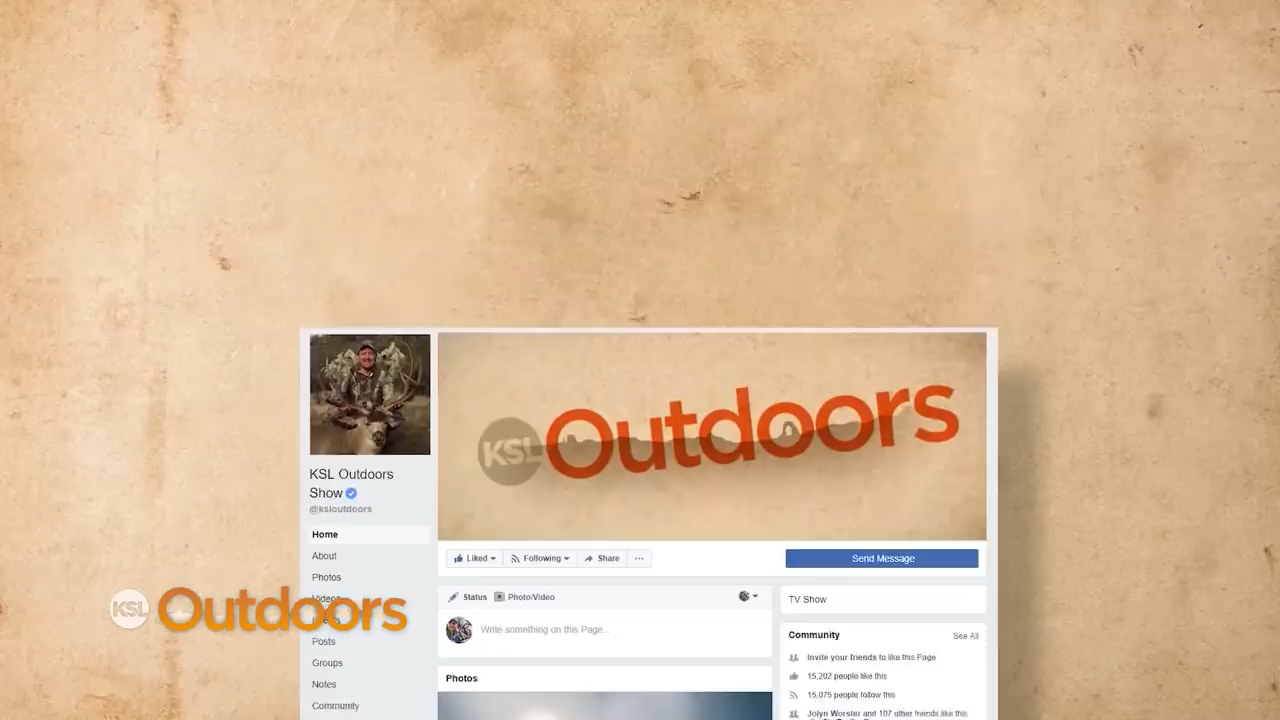 KSL Outdoors
KSL Outdoors
Show
@ksloutdoors
Home
About
Photos
Videos
Posts
Groups
Notes
Community
Liked
Following
Share
...
Send Message
Status
Photo/Video
Write something on this Page...
Photos
TV Show
Community
See All
Invite your friends to like this Page
15,202 people like this
15,075 people follow this
Jolyn Worster and 107 other friends like this
KSL Outdoors